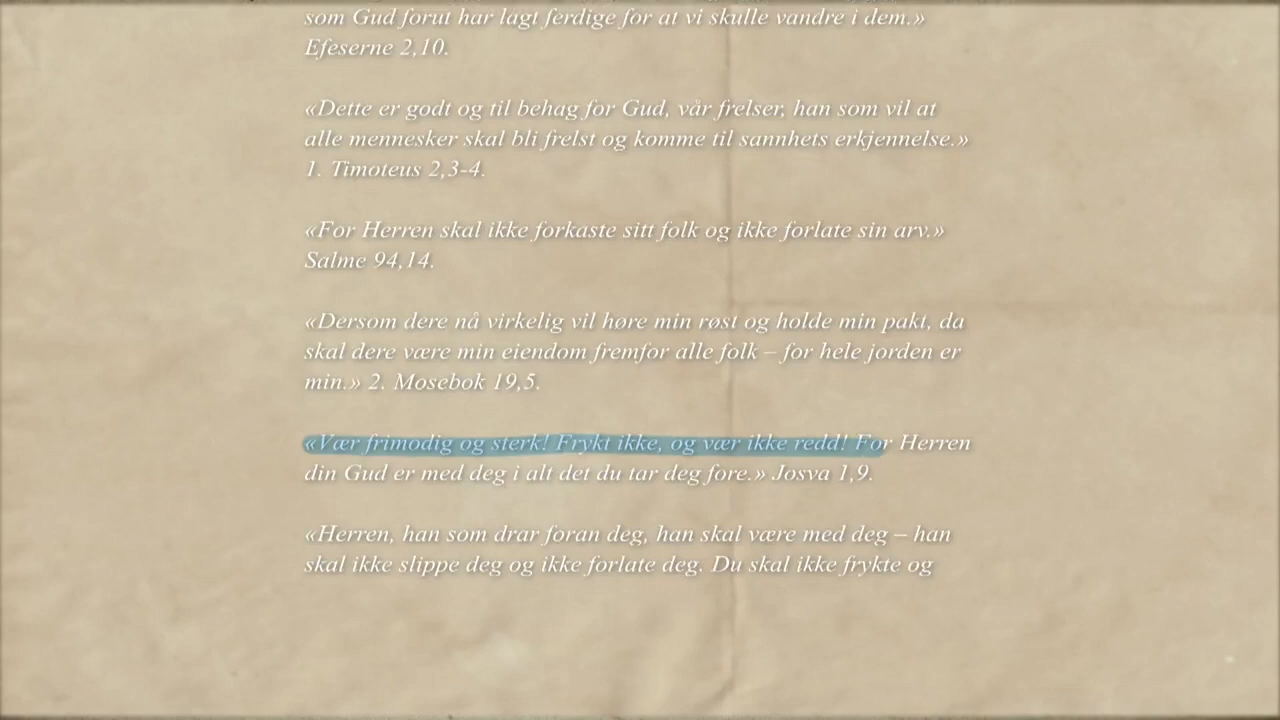 som Gud forut har lagt ferdige for at vi skulle vandre i dem.»
Efeserne 2,10.
«Dette er godt og til behag for Gud, vår frelser, han som vil at
alle mennesker skal bli frelst og komme til sannhets erkjennelse.»
1. Timoteus 2,3-4.
«For Herren skal ikke forkaste sitt folk og ikke forlate sin arv.»
Salme 94,14.
«Dersom dere nå virkelig vil høre min røst og holde min pakt, da
skal dere være min eiendom fremfor alle folk – for hele jorden er
min.» 2. Mosebok 19,5.
«Vær frimodig og sterk! Frykt ikke, og vær ikke redd! For Herren
din Gud er med deg i alt det du tar deg fore.» Josva 1,9.
«Herren, han som drar foran deg, han skal være med deg – han
skal ikke slippe deg og ikke forlate deg. Du skal ikke frykte og